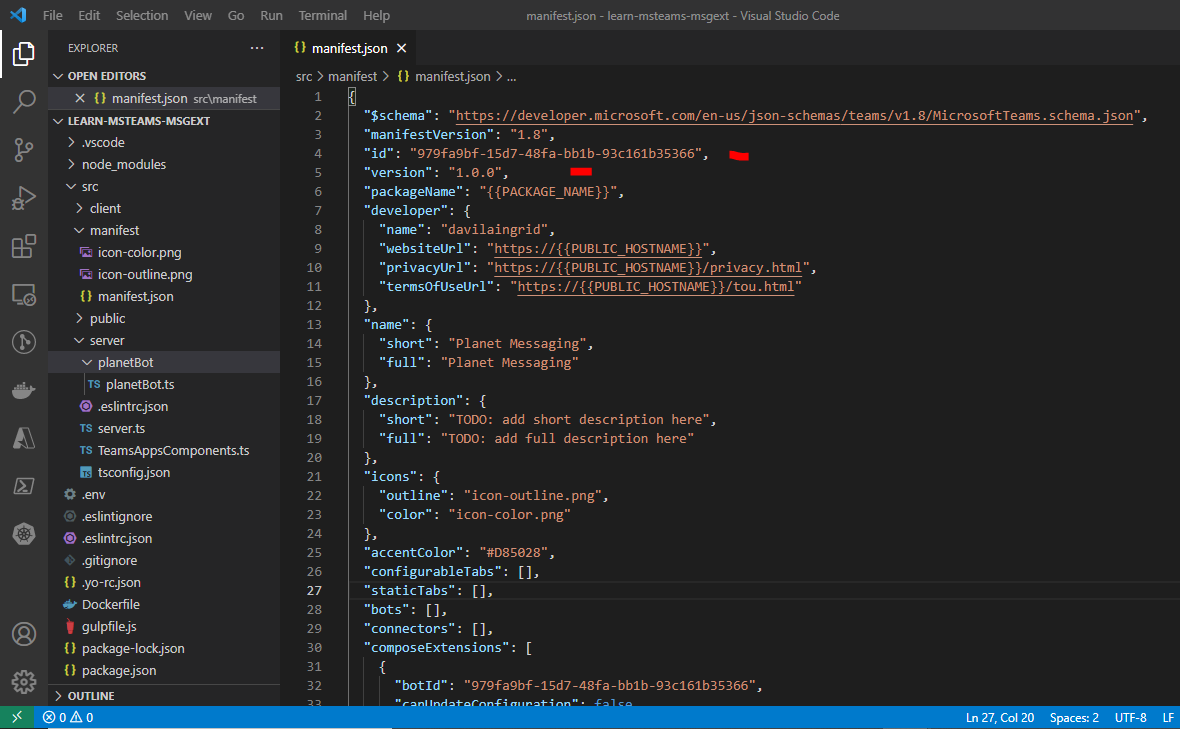 File Edit Selection View Go Run Terminal Help manifest.json - learn-msteams-msgext - Visual Studio Code
EXPLORER
OPEN EDITORS
manifest.json src\manifest
LEARN-MSTEAMS-MSGEXT
.vscode
node_modules
src
client
manifest
icon-color.png
icon-outline.png
{} manifest.json
public
server
planetBot
TS planetBot.ts
.eslintrc.json
TS server.ts
TS TeamsAppsComponents.ts
TS tsconfig.json
.env
.eslintignore
.eslintrc.json
.gitignore
{} .yo-rc.json
Dockerfile
gulpfile.js
{} package-lock.json
{} package.json
OUTLINE
{} manifest.json
src > manifest > {} manifest.json > ...
1 {
2 "$schema": "https://developer.microsoft.com/en-us/json-schemas/teams/v1.8/MicrosoftTeams.schema.json",
3 "manifestVersion": "1.8",
4 "id": "979fa9bf-15d7-48fa-bb1b-93c161b35366",
5 "version": "1.0.0",
6 "packageName": "{{PACKAGE_NAME}}",
7 "developer": {
8 "name": "davilaingrid",
9 "websiteUrl": "https://{{PUBLIC_HOSTNAME}}",
10 "privacyUrl": "https://{{PUBLIC_HOSTNAME}}/privacy.html",
11 "termsOfUseUrl": "https://{{PUBLIC_HOSTNAME}}/tou.html"
12 },
13 "name": {
14 "short": "Planet Messaging",
15 "full": "Planet Messaging"
16 },
17 "description": {
18 "short": "TODO: add short description here",
19 "full": "TODO: add full description here"
20 },
21 "icons": {
22 "outline": "icon-outline.png",
23 "color": "icon-color.png"
24 },
25 "accentColor": "#D85028",
26 "configurableTabs": [],
27 "staticTabs": [],
28 "bots": [],
29 "connectors": [],
30 "composeExtensions": [
31 {
32 "botId": "979fa9bf-15d7-48fa-bb1b-93c161b35366",
33 "canUpdateConfiguration": false
0 0 Ln 27, Col 20 Spaces: 2 UTF-8 LF